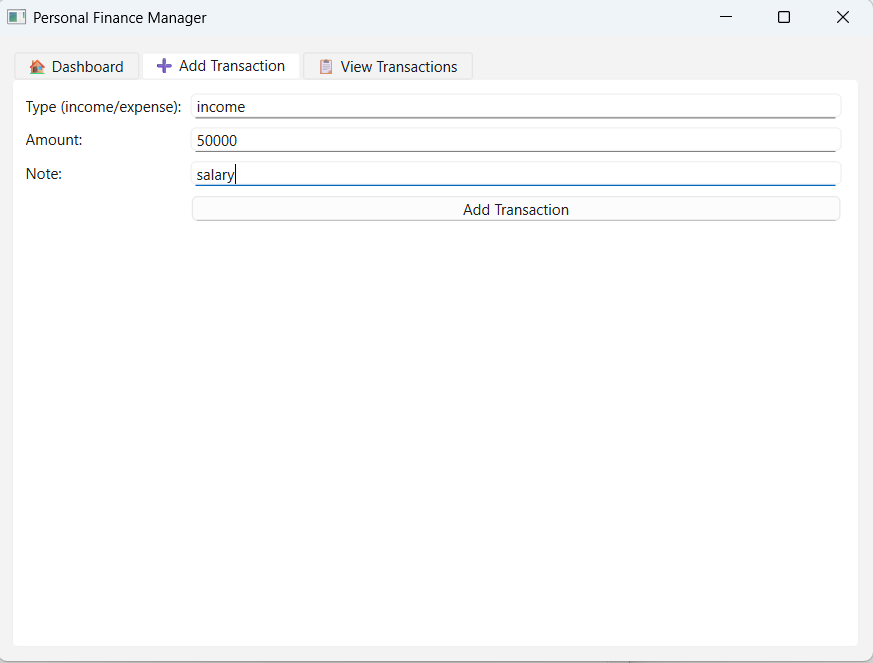 Personal Finance Manager
Dashboard Add Transaction View Transactions
Type (income/expense): income
Amount: 50000
Note: salary
Add Transaction